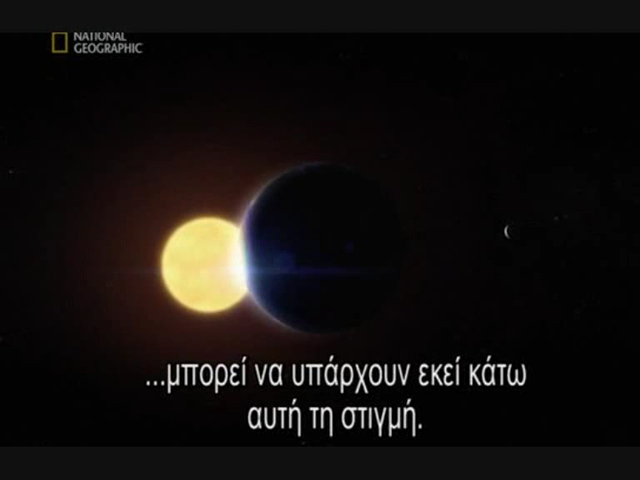 NATIONAL
GEOGRAPHIC
...μπορεί να υπάρχουν εκεί κάτω
αυτή τη στιγμή.